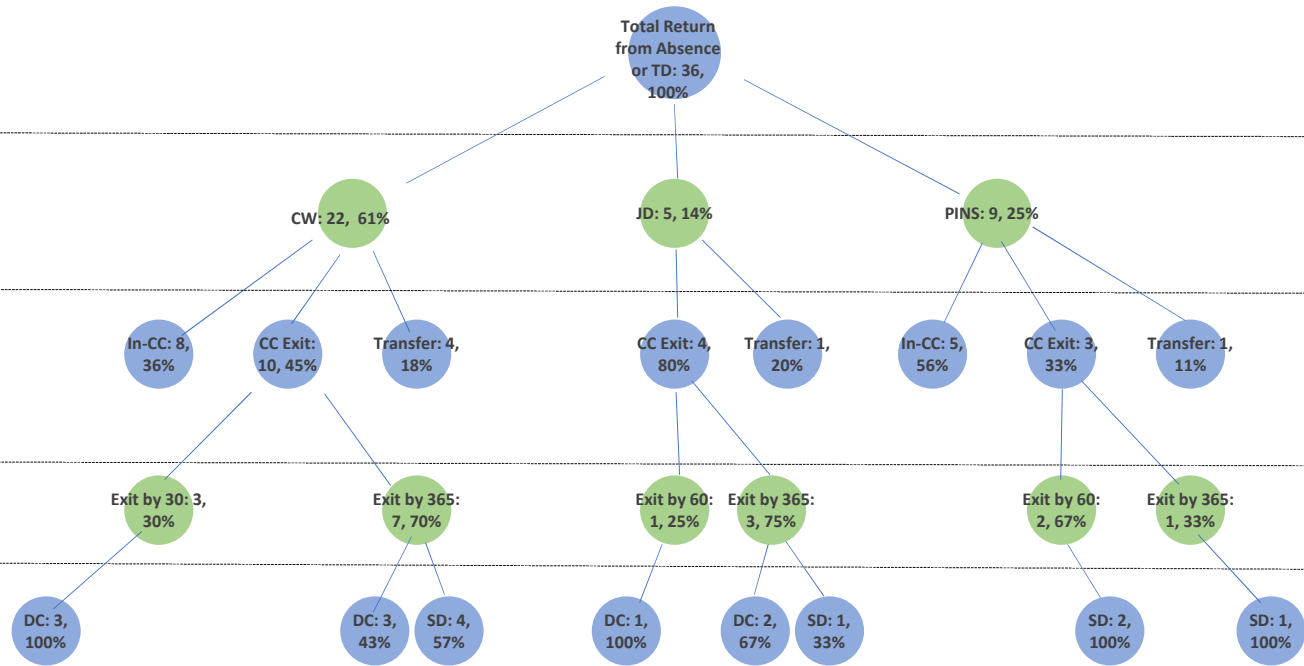 Total Return
from Absence
or TD: 36,
100%
CW: 22, 61%
JD: 5, 14%
PINS: 9, 25%
In-CC: 8,
36%
CC Exit:
10, 45%
Transfer: 4,
18%
CC Exit: 4,
80%
Transfer: 1,
20%
In-CC: 5,
56%
CC Exit: 3,
33%
Transfer: 1,
11%
Exit by 30: 3,
30%
Exit by 365:
7, 70%
Exit by 60:
1, 25%
Exit by 365:
3, 75%
Exit by 60:
2, 67%
Exit by 365:
1, 33%
DC: 3,
100%
DC: 3,
43%
SD: 4,
57%
DC: 1,
100%
DC: 2,
67%
SD: 1,
33%
SD: 2,
100%
SD: 1,
100%